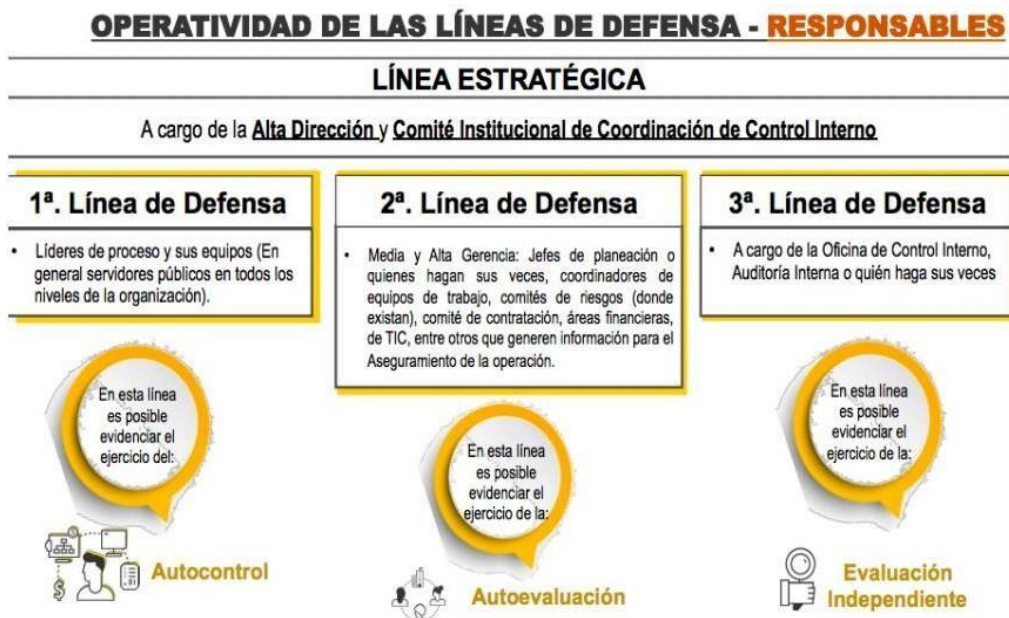 OPERATIVIDAD DE LAS LÍNEAS DE DEFENSA - RESPONSABLES
LÍNEA ESTRATÉGICA
A cargo de la Alta Dirección y Comité Institucional de Coordinación de Control Interno
1ª. Línea de Defensa
• Líderes de proceso y sus equipos (En
general servidores públicos en todos los
niveles de la organización).
En esta línea
es posible
evidenciar el
ejercicio del:
Autocontrol
2ª. Línea de Defensa
• Media y Alta Gerencia: Jefes de planeación o
quienes hagan sus veces, coordinadores de
equipos de trabajo, comités de riesgos (donde
existan), comité de contratación, áreas financieras,
de TIC, entre otros que generen información para el
Aseguramiento de la operación.
En esta línea
es posible
evidenciar el
ejercicio de la:
Autoevaluación
3ª. Línea de Defensa
• A cargo de la Oficina de Control Interno,
Auditoría Interna o quién haga sus veces
En esta línea
es posible
evidenciar el
ejercicio de la:
Evaluación
Independiente